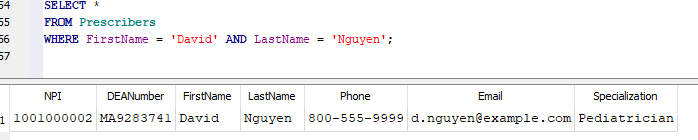 54 SELECT *
55 FROM Prescribers
56 WHERE FirstName = 'David' AND LastName = 'Nguyen';
57
NPI DEANumber FirstName LastName Phone Email Specialization
1 1001000002 MA9283741 David Nguyen 800-555-9999 d.nguyen@example.com Pediatrician